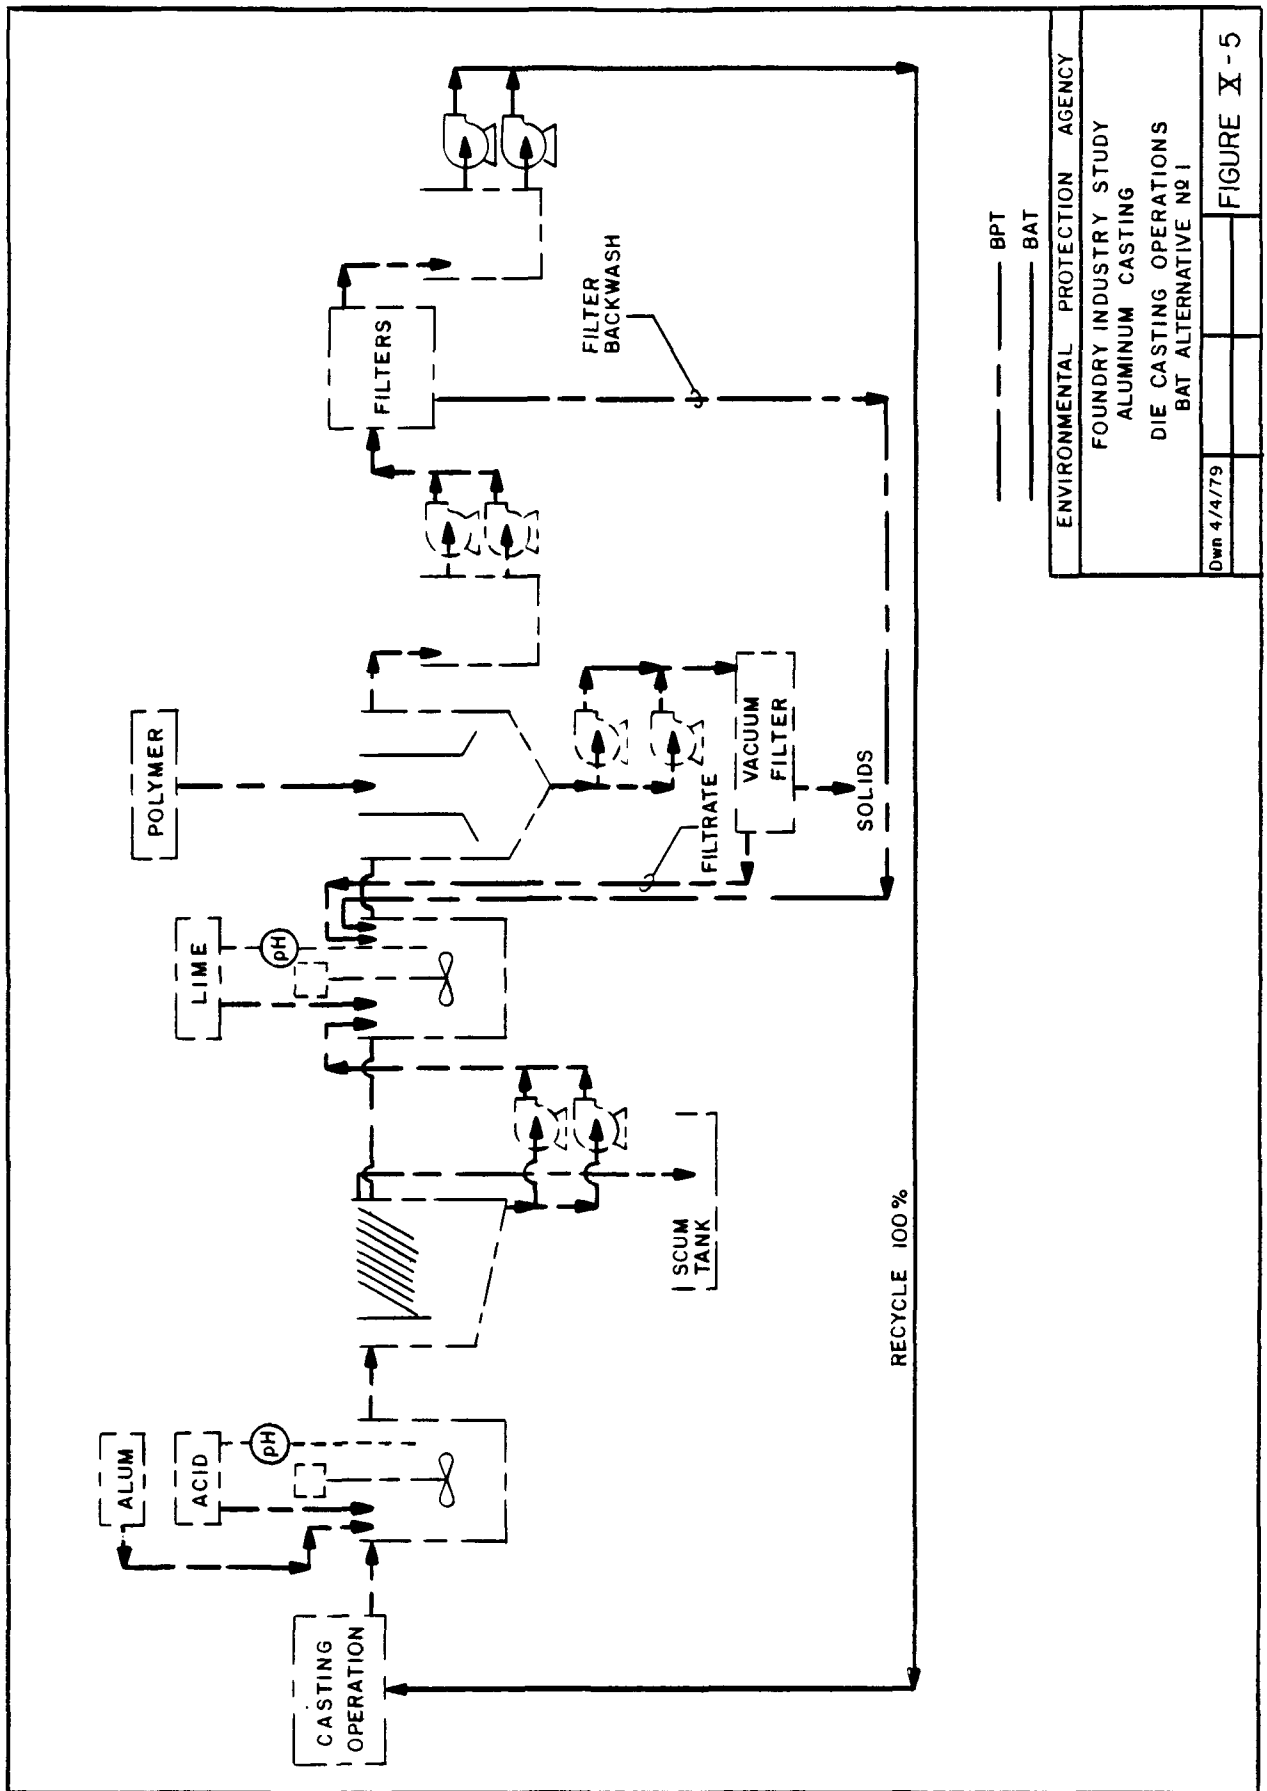 ALUM
ACID
pH
CASTING
OPERATION
SCUM
TANK
LIME
pH
POLYMER
FILTRATE
VACUUM
FILTER
SOLIDS
FILTERS
FILTER
BACKWASH
RECYCLE 100%
BPT
BAT
ENVIRONMENTAL PROTECTION AGENCY
FOUNDRY INDUSTRY STUDY
ALUMINUM CASTING
DIE CASTING OPERATIONS
BAT ALTERNATIVE Nº 1
Dwn 4/4/79
FIGURE X-5